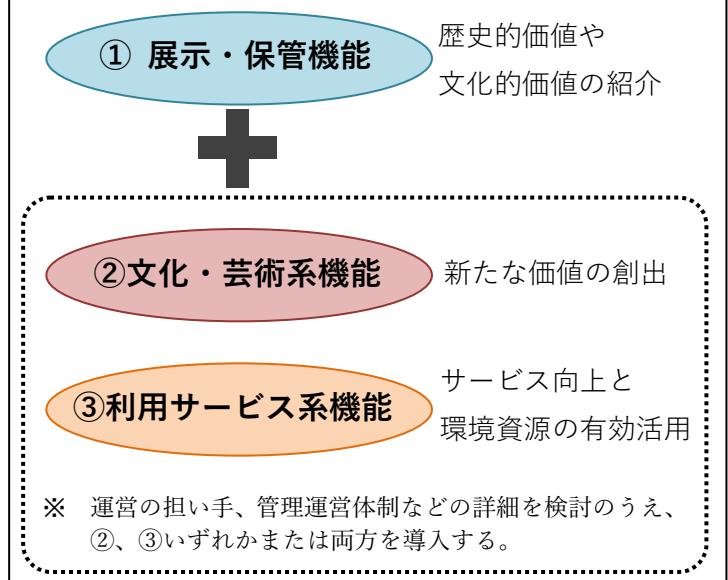 ① 展示・保管機能
歴史的価値や
文化的価値の紹介
②文化・芸術系機能
新たな価値の創出
③利用サービス系機能
サービス向上と
環境資源の有効活用
※ 運営の担い手、管理運営体制などの詳細を検討のうえ、
②、③いずれかまたは両方を導入する。